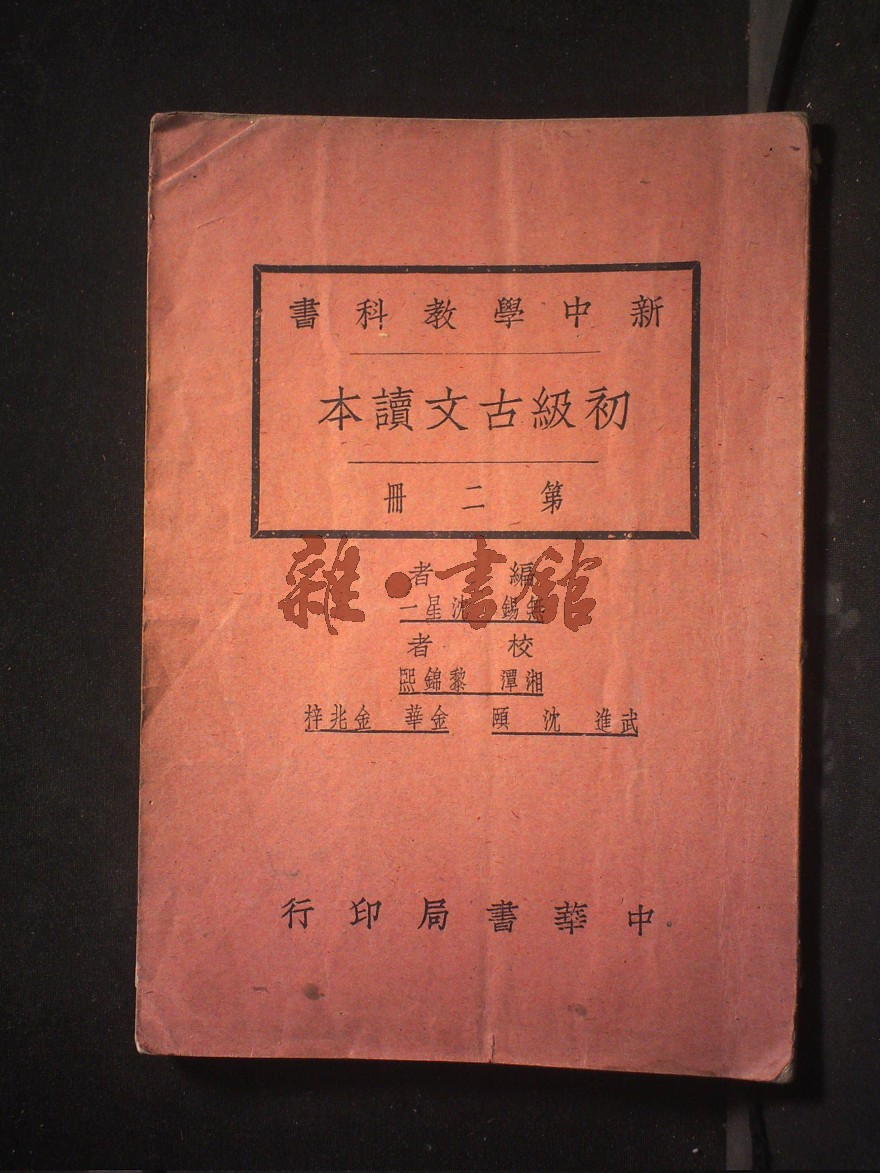 新中學教科書
初級古文讀本
第二冊
編者
無錫 沈星一
校者
湘潭 黎錦熙
武進 沈頤 金華 金兆梓
中華書局印行
雜·書館